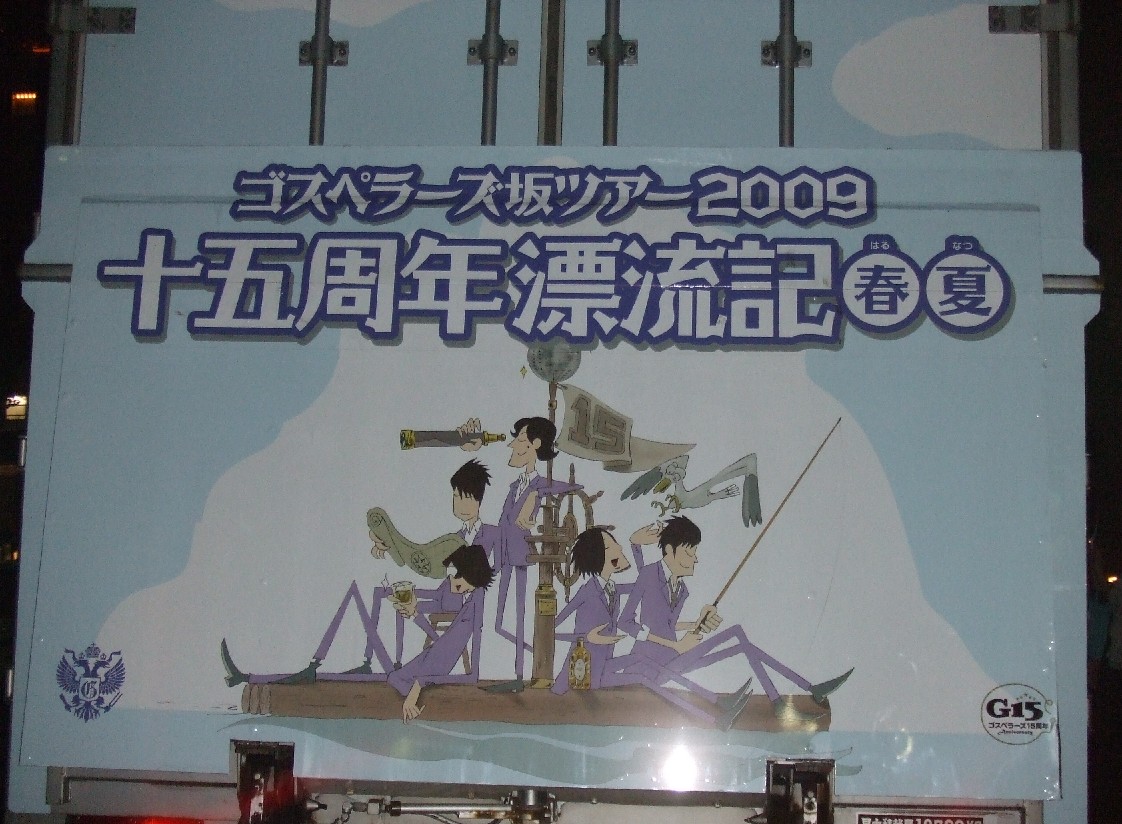 ゴスペラーズ坂ツアー2009
十五周年漂流記春夏
はる なつ
15
G
G15
ゴスペラーズ15周年
Anniversary